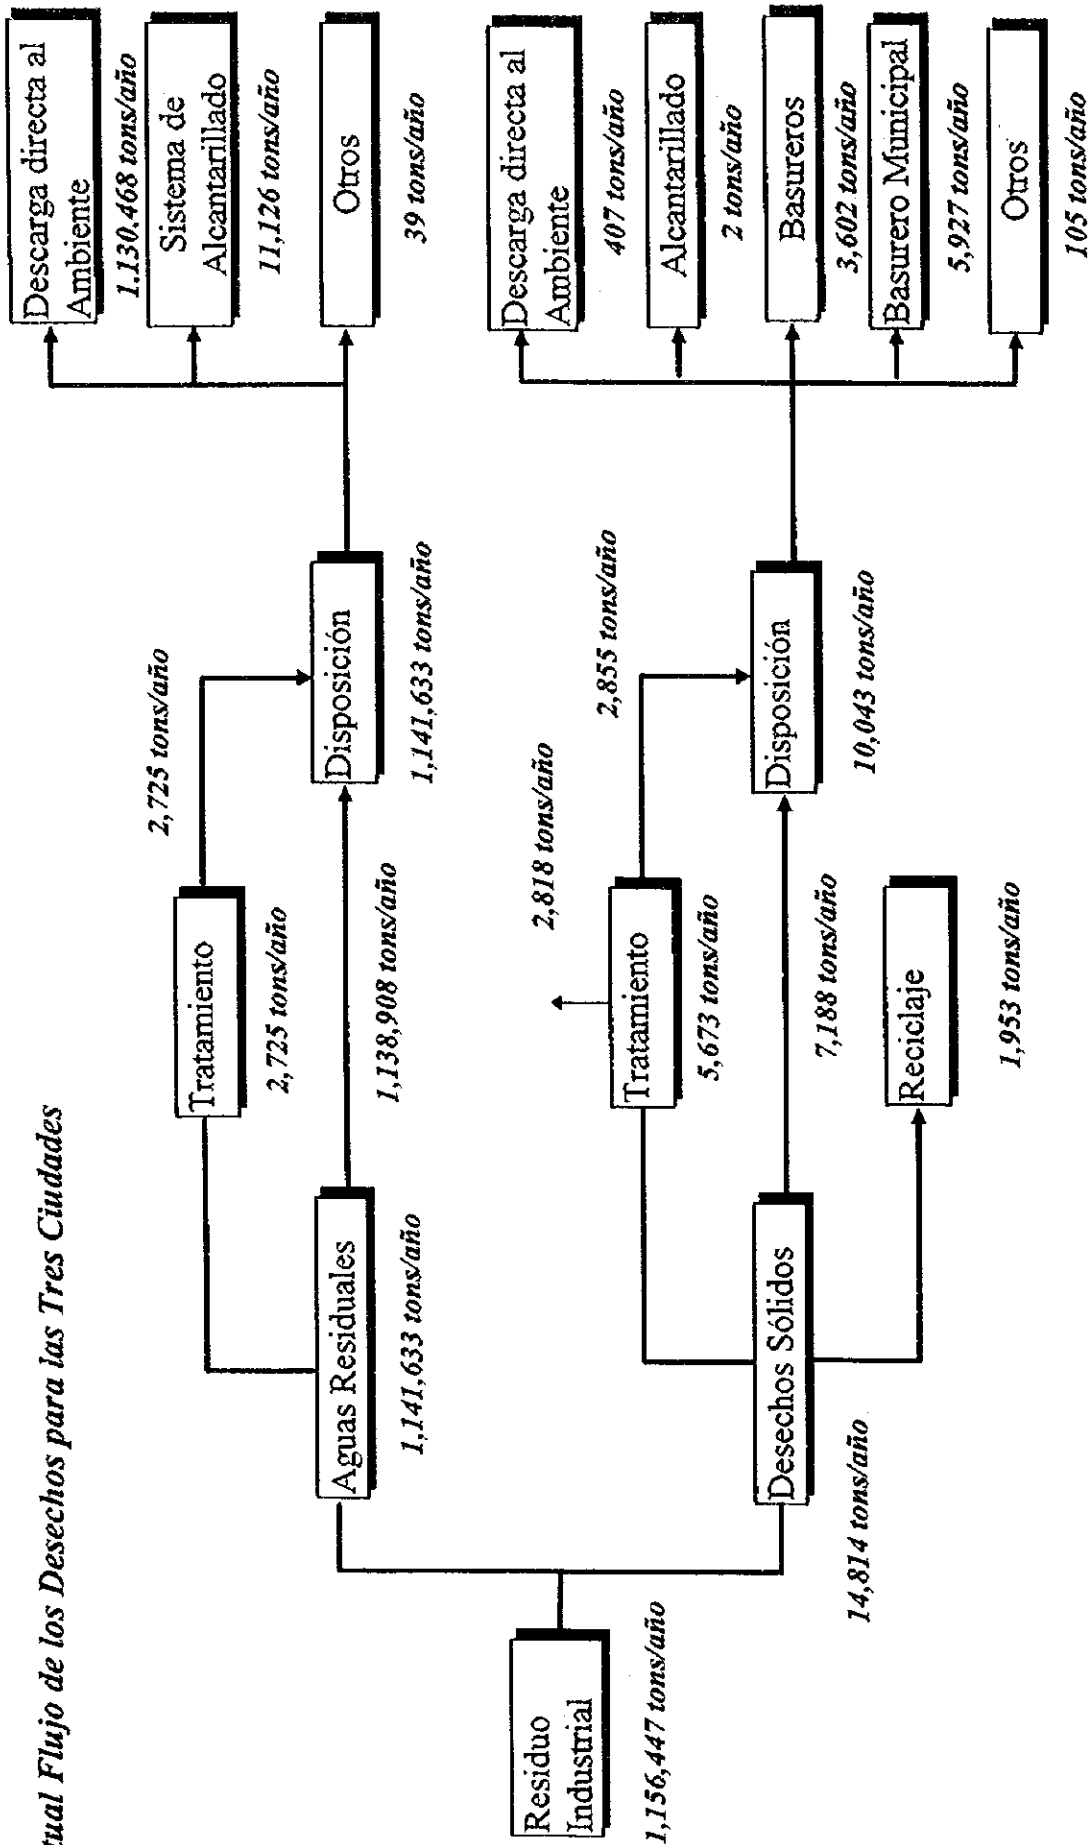 tual Flujo de los Desechos para las Tres Ciudades
Residuo
Industrial
1,156,447 tons/año
Aguas Residuales
1,141,633 tons/año
Tratamiento
2,725 tons/año
2,725 tons/año
1,138,908 tons/año
Disposición
1,141,633 tons/año
Descarga directa al
Ambiente
1.130.468 tons/año
Sistema de
Alcantarillado
11,126 tons/año
Otros
39 tons/año
Desechos Sólidos
14,814 tons/año
Tratamiento
5,673 tons/año
2,818 tons/año
2,855 tons/año
7,188 tons/año
Disposición
10,043 tons/año
Reciclaje
1,953 tons/año
Descarga directa al
Ambiente
407 tons/año
Alcantarillado
2 tons/año
Basureros
3,602 tons/año
Basurero Municipal
5,927 tons/año
Otros
105 tons/año